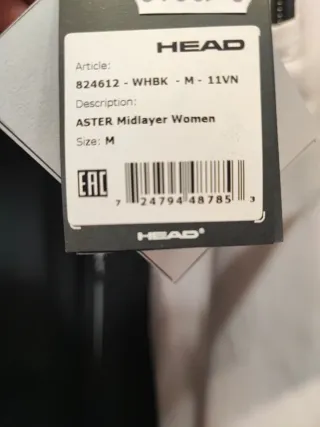 HEAD
Article:
824612 - WHBK - M - 11VN
Description:
ASTER Midlayer Women
Size: M
EAC
7 24794 48785 3
HEAD